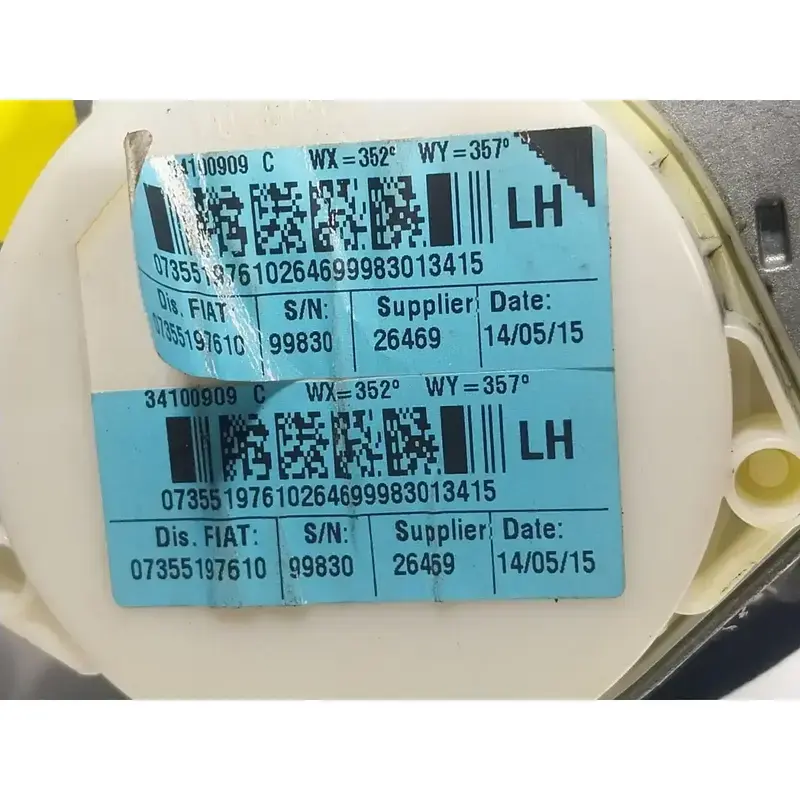 34100909 C WX=352° WY=357°
LH
07355197610264699983013415
Dis. FIAT: S/N: Supplier: Date:
07355197610 99830 26469 14/05/15
34100909 C WX=352° WY=357°
LH
07355197610264699983013415
Dis. FIAT: S/N: Supplier: Date:
07355197610 99830 26469 14/05/15